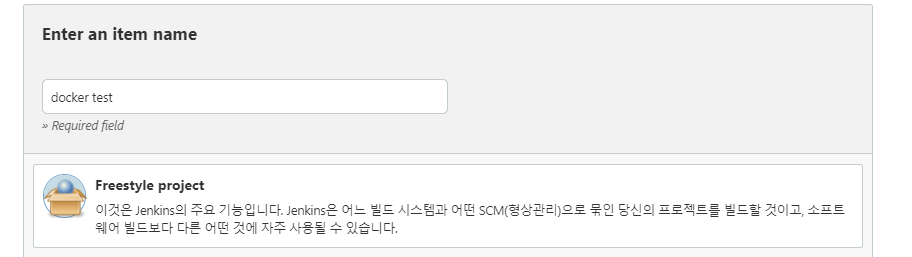 Enter an item name
docker test
» Required field
Freestyle project
이것은 Jenkins의 주요 기능입니다. Jenkins은 어느 빌드 시스템과 어떤 SCM(형상관리)으로 묶인 당신의 프로젝트를 빌드할 것이고, 소프트
웨어 빌드보다 다른 어떤 것에 자주 사용될 수 있습니다.